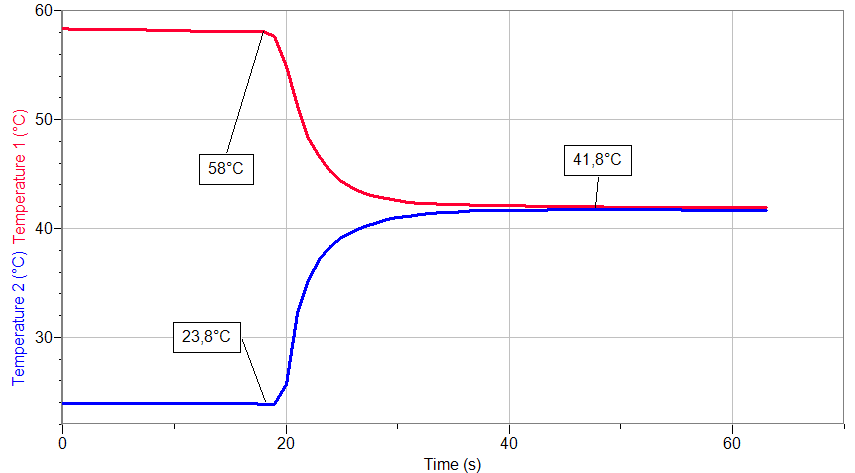 60
50
40
30
Temperature 1 (°C)
Temperature 2 (°C)
58°C
41,8°C
23,8°C
0
20
40
60
Time (s)